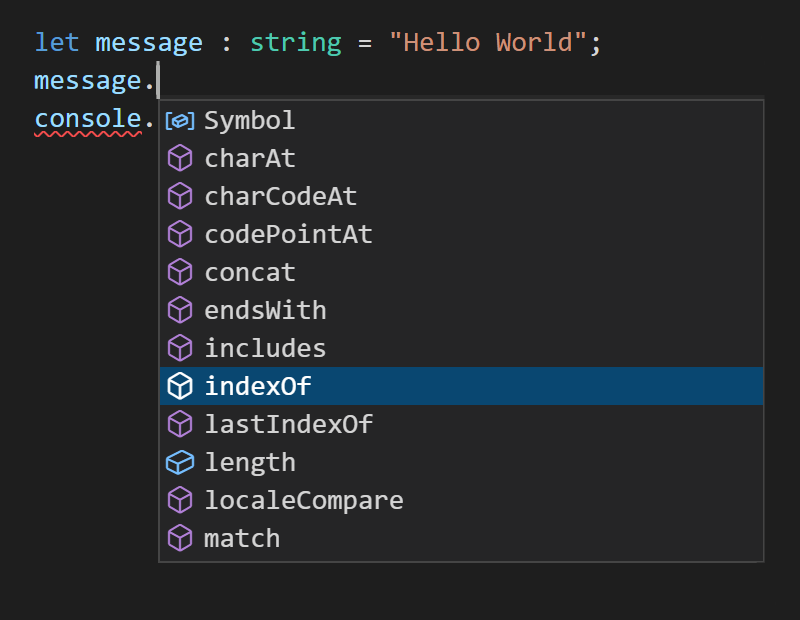 let message : string = "Hello World";
message.
console.
Symbol
charAt
charCodeAt
codePointAt
concat
endsWith
includes
indexOf
lastIndexOf
length
localeCompare
match